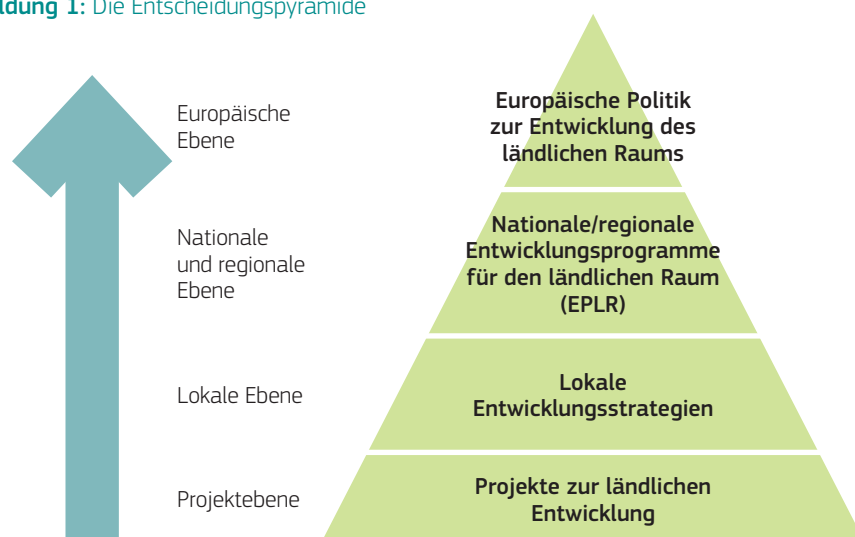 ldung 1: Die Entscheidungspyramide
Europäische
Ebene
Europäische Politik
zur Entwicklung des
ländlichen Raums
Nationale
und regionale
Ebene
Nationale/regionale
Entwicklungsprogramme
für den ländlichen Raum
(EPLR)
Lokale Ebene
Lokale
Entwicklungsstrategien
Projektebene
Projekte zur ländlichen
Entwicklung